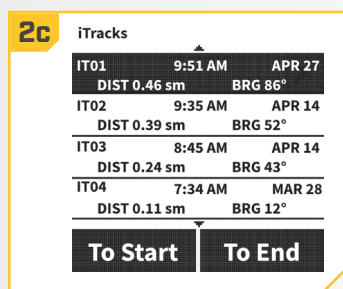 2c
iTracks
IT01 9:51 AM APR 27
DIST 0.46 sm BRG 86°
IT02 9:35 AM APR 14
DIST 0.39 sm BRG 52°
IT03 8:45 AM APR 14
DIST 0.24 sm BRG 43°
IT04 7:34 AM MAR 28
DIST 0.11 sm BRG 12°
To Start To End